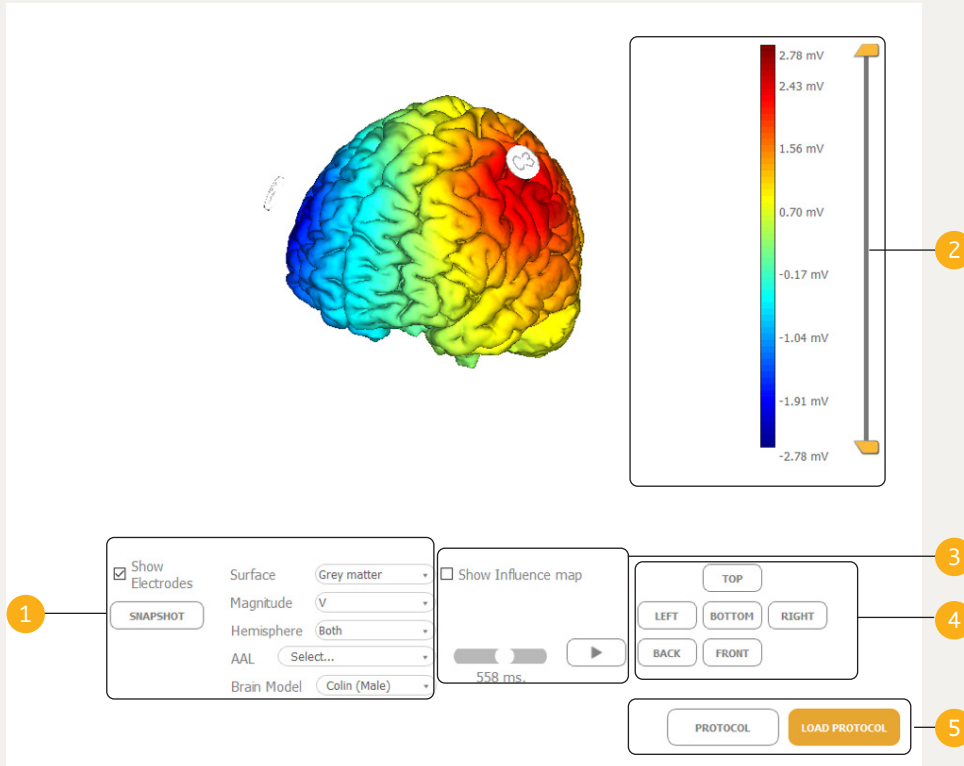 C3
2.78 mV
2.43 mV
1.56 mV
0.70 mV
-0.17 mV
-1.04 mV
-1.91 mV
-2.78 mV
2
Show
Electrodes
SNAPSHOT
Surface Grey matter
Magnitude V
Hemisphere Both
AAL Select...
Brain Model Colin (Male)
1
Show Influence map
558 ms.
3
TOP
LEFT BOTTOM RIGHT
BACK FRONT
4
PROTOCOL LOAD PROTOCOL
5